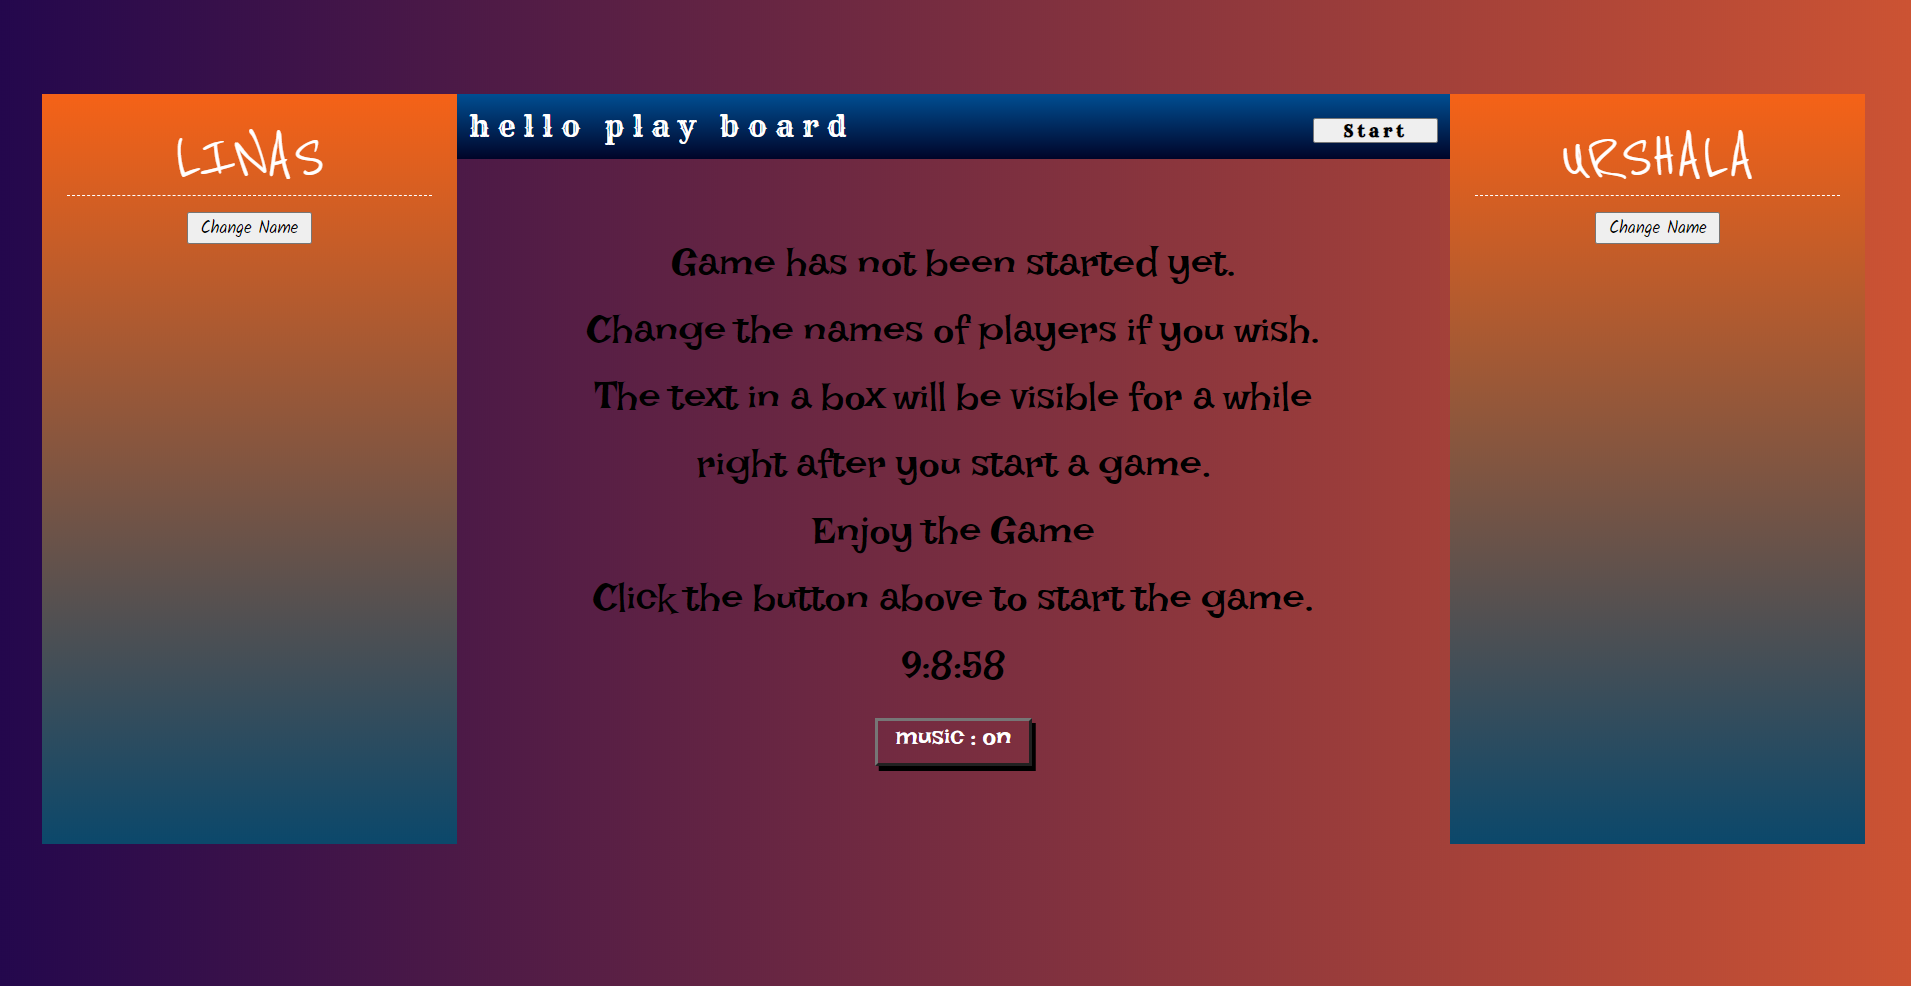 LINAS
Change Name
hello play board
Start
Game has not been started yet.
Change the names of players if you wish.
The text in a box will be visible for a while
right after you start a game.
Enjoy the Game
Click the button above to start the game.
9:8:58
music : on
URSHALA
Change Name